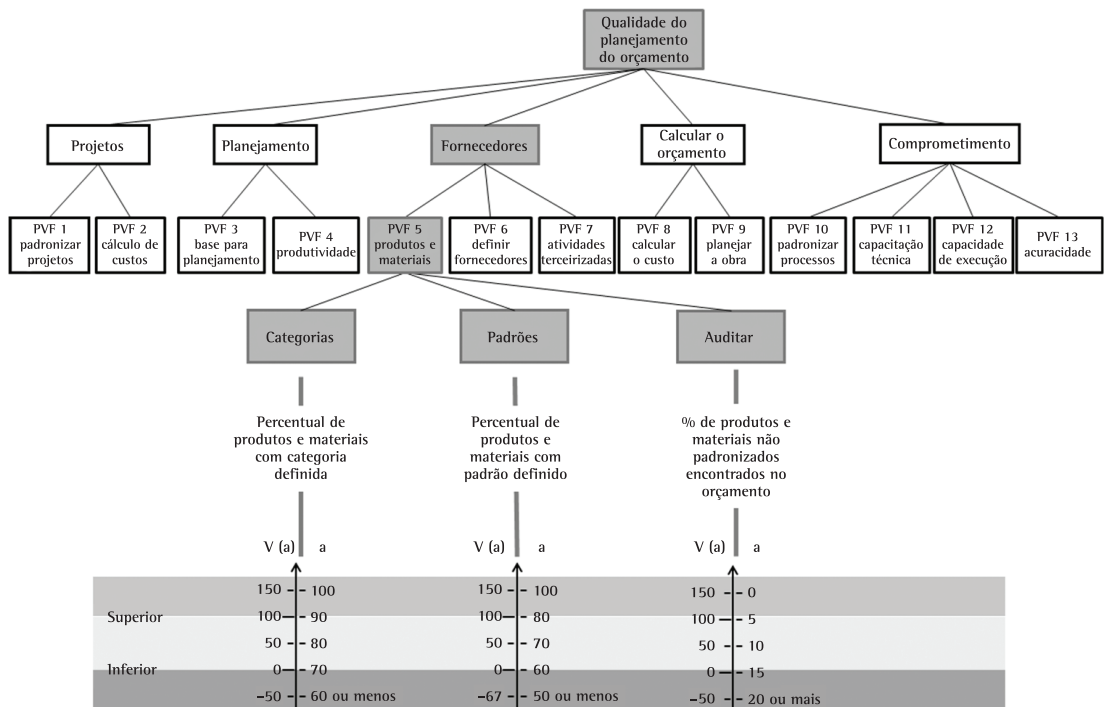 Qualidade do
planejamento
do orçamento
Projetos
Planejamento
Fornecedores
Calcular o
orçamento
Comprometimento
PVF 1
padronizar
projetos
PVF 2
cálculo de
custos
PVF 3
base para
planejamento
PVF 4
produtividade
PVF 5
produtos e
materiais
PVF 6
definir
fornecedores
PVF 7
atividades
terceirizadas
PVF 8
calcular
o custo
PVF 9
planejar
a obra
PVF 10
padronizar
processos
PVF 11
capacitação
técnica
PVF 12
capacidade
de execução
PVF 13
acuracidade
Categorias
Padrões
Auditar
Percentual de
produtos e materiais
com categoria
definida
Percentual de
produtos e
materiais com
padrão definido
% de produtos e
materiais não
padronizados
encontrados no
orçamento
V (a) a
V (a) a
V (a) a
150 100 150 100 150 0
Superior 100 90 100 80 100 5
50 80 50 70 50 10
Inferior 0 70 0 60 0 15
-50 60 ou menos -67 50 ou menos -50 20 ou mais